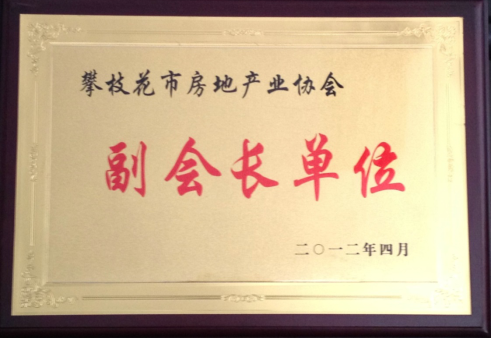 攀枝花市房地产业协会
副会长单位
二〇一二年四月